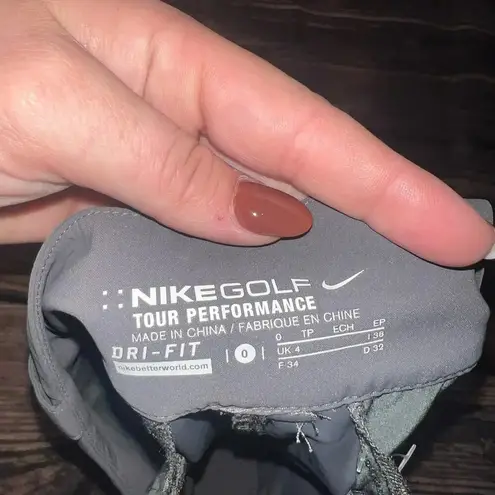 NIKEGOLF
TOUR PERFORMANCE
MADE IN CHINA / FABRIQUE EN CHINE
DRI-FIT
nikebetterworld.com
0
0 TP ECH EP
UK 4 I 38
F 34 D 32